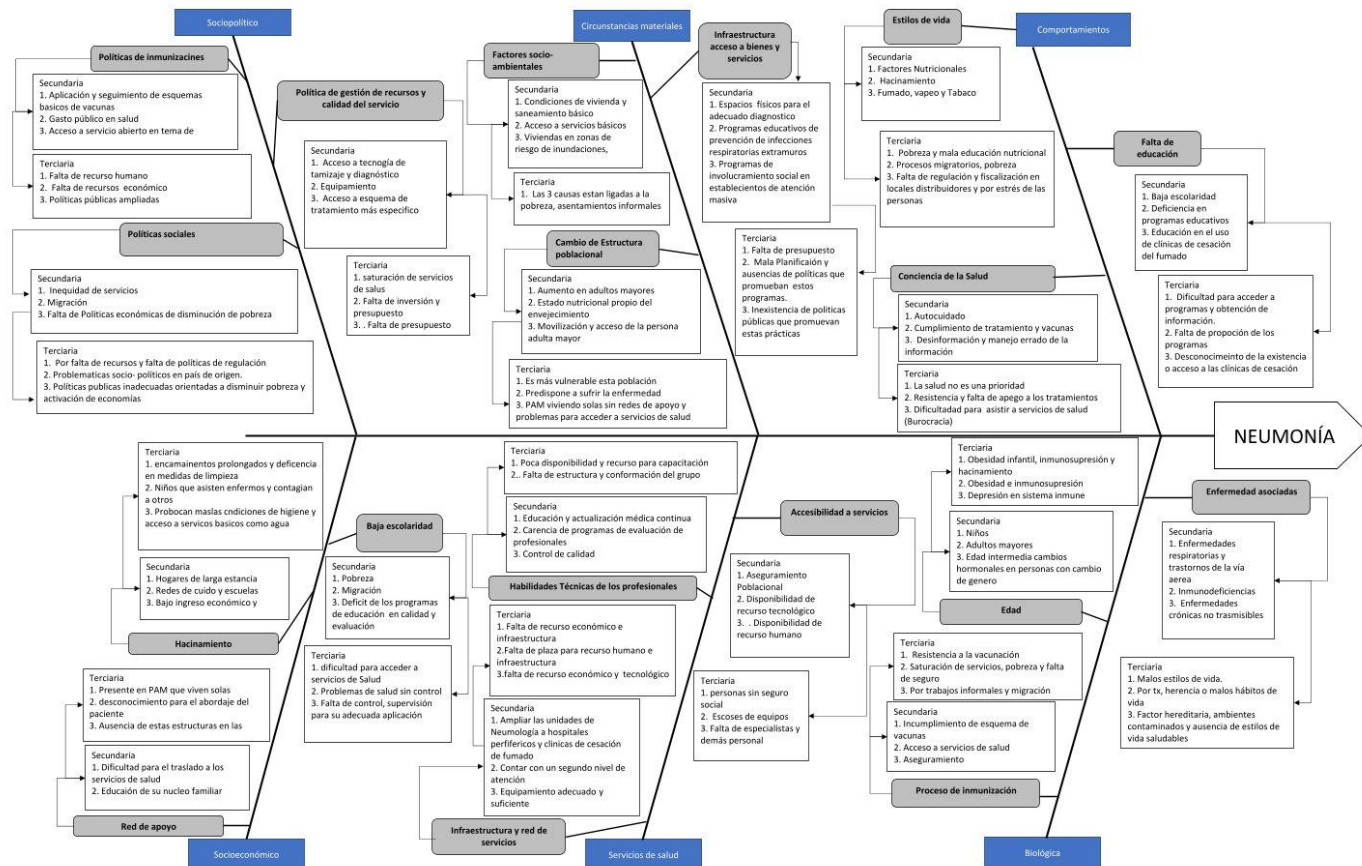 Sociopolítico
Políticas de inmunizacines
Secundaria
1. Aplicación y seguimiento de esquemas
basicos de vacunas
2. Gasto público en salud
3. Acceso a servicio abierto en tema de
Terciaria
1. Falta de recurso humano
2. Falta de recursos económico
3. Políticas públicas ampliadas
Política de gestión de recursos y
calidad del servicio
Secundaria
1. Acceso a tecnogía de
tamizaje y diagnóstico
2. Equipamiento
3. Acceso a esquema de
tratamiento más especifico
Terciaria
1. saturación de servicios de
salus
2. Falta de inversión y
presupuesto
3. . Falta de presupuesto
Políticas sociales
Secundaria
1. Inequidad de servicios
2. Migración
3. Falta de Politicas económicas de disminución de pobreza
Terciaria
1. Por falta de recursos y falta de políticas de regulación
2. Problematicas socio- políticos en país de origen.
3. Políticas publicas inadecuadas orientadas a disminuir pobreza y
activación de economías
Circunstancias materiales
Factores socio-
ambientales
Secundaria
1. Condiciones de vivienda y
saneamiento básico
2. Acceso a servicios básicos
3. Viviendas en zonas de
riesgo de inundaciones,
Terciaria
1. Las 3 causas estan ligadas a la
pobreza, asentamientos informales
Infraestructura
acceso a bienes y
servicios
Secundaria
1. Espacios físicos para el
adecuado diagnostico
2. Programas educativos de
prevención de infecciones
respiratorias extramuros
3. Programas de
involucramiento social en
establecientos de atención
masiva
Terciaria
1. Falta de presupuesto
2. Mala Planificaión y
ausencias de políticas que
promueban estos
programas.
3. Inexistencia de politicas
públicas que promuevan
estas prácticas
Cambio de Estructura
poblacional
Secundaria
1. Aumento en adultos mayores
2. Estado nutricional propio del
envejecimiento
3. Movilización y acceso de la persona
adulta mayor
Terciaria
1. Es más vulnerable esta población
2. Predispone a sufrir la enfermedad
3. PAM viviendo solas sin redes de apoyo y
problemas para acceder a servicios de salud
Comportamientos
Estilos de vida
Secundaria
1. Factores Nutricionales
2. Hacinamiento
3. Fumado, vapeo y Tabaco
Terciaria
1. Pobreza y mala educación nutricional
2. Procesos migratorios, pobreza
3. Falta de regulación y fiscalización en
locales distribuidores y por estrés de las
personas
Falta de
educación
Secundaria
1. Baja escolaridad
2. Deficiencia en
programas educativos
3. Educación en el uso
de clínicas de cesación
del fumado
Terciaria
1. Dificultad para acceder a
programas y obtención de
información.
2. Falta de propoción de los
programas
3. Desconocimiento de la existencia
o acceso a las clínicas de cesación
Conciencia de la Salud
Secundaria
1. Autocuidado
2. Cumplimiento de tratamiento y vacunas
3. Desinformación y manejo errado de la
información
Terciaria
1. La salud no es una prioridad
2. Resistencia y falta de apego a los tratamientos
3. Dificultadad para asistir a servicios de salud
(Burocracia)
NEUMONÍA
Terciaria
1. encamainentos prolongados y deficencia
en medidas de limpieza
2. Niños que asisten enfermos y contagian
a otros
3. Probocan maslas cndiciones de higiene y
acceso a servicos basicos como agua
Secundaria
1. Hogares de larga estancia
2. Redes de cuido y escuelas
3. Bajo ingreso económico y
Hacinamiento
Baja escolaridad
Secundaria
1. Pobreza
2. Migración
3. Deficit de los programas
de educación en calidad y
evaluación
Terciaria
1. dificultad para acceder a
servicios de Salud
2. Problemas de salud sin control
3. Falta de control, supervisión
para su adecuada aplicación
Terciaria
1. Presente en PAM que viven solas
2. desconocimiento para el abordaje del
paciente
3. Ausencia de estas estructuras en las
Secundaria
1. Dificultad para el traslado a los
servicios de salud
2. Educaión de su nucleo familiar
Red de apoyo
Socioeconómico
Terciaria
1. Poca disponibilidad y recurso para capacitación
2.. Falta de estructura y conformación del grupo
Secundaria
1. Educación y actualización médica continua
2. Carencia de programas de evaluación de
profesionales
3. Control de calidad
Habilidades Técnicas de los profesionales
Accesibilidad a servicios
Secundaria
1. Aseguramiento
Poblacional
2. Disponibilidad de
recurso tecnológico
3. . Disponibilidad de
recurso humano
Terciaria
1. personas sin seguro
social
2. Escoses de equipos
3. Falta de especialistas y
demás personal
Terciaria
1. Falta de recurso económico e
infraestructura
2.Falta de plaza para recurso humano e
infraestructura
3.falta de recurso económico y tecnológico
Secundaria
1. Ampliar las unidades de
Neumología a hospitales
perfiféricos y clinicas de cesación
de fumado
2. Contar con un segundo nivel de
atención
3. Equipamiento adecuado y
suficiente
Infraestructura y red de
servicios
Servicios de salud
Terciaria
1. Obesidad infantil, inmunosupresión y
hacinamiento
2. Obesidad e inmunosupresión
3. Depresión en sistema inmune
Secundaria
1. Niños
2. Adultos mayores
3. Edad intermedia cambios
hormonales en personas con cambio
de genero
Edad
Enfermedad asociadas
Secundaria
1. Enfermedades
respiratorias y
trastornos de la vía
aerea
2. Inmunodeficiencias
3. Enfermedades
crónicas no trasmisibles
Terciaria
1. Malos estilos de vida.
2. Por tx, herencia o malos hábitos de
vida
3. Factor hereditaria, ambientes
contaminados y ausencia de estilos de
vida saludables
Terciaria
1. Resistencia a la vacunación
2. Saturación de servicios, pobreza y falta
de seguro
3. Por trabajos informales y migración
Secundaria
1. Incumplimiento de esquema de
vacunas
2. Acceso a servicios de salud
3. Aseguramiento
Proceso de inmunización
Biológica